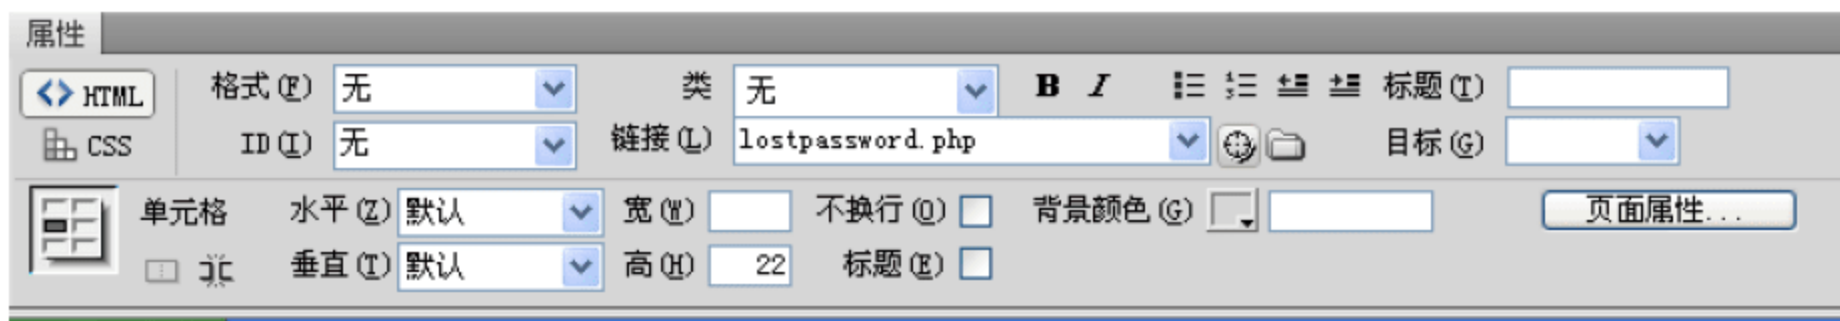 属性
HTML 格式(F) 无 类 无 B I 标题(T)
CSS ID(I) 无 链接(L) lostpassword.php 目标(G)
单元格 水平(Z) 默认 宽(W) 不换行(O) 背景颜色(G) 页面属性...
垂直(T) 默认 高(H) 22 标题(E)